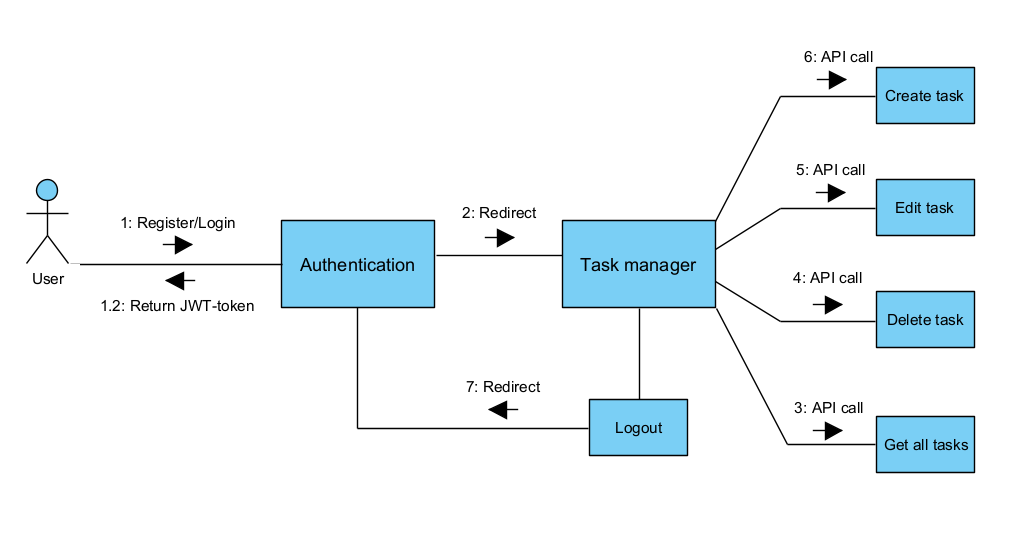 6: API call
Create task
5: API call
Edit task
1: Register/Login
2: Redirect
Authentication
Task manager
User
1.2: Return JWT-token
4: API call
Delete task
7: Redirect
Logout
3: API call
Get all tasks